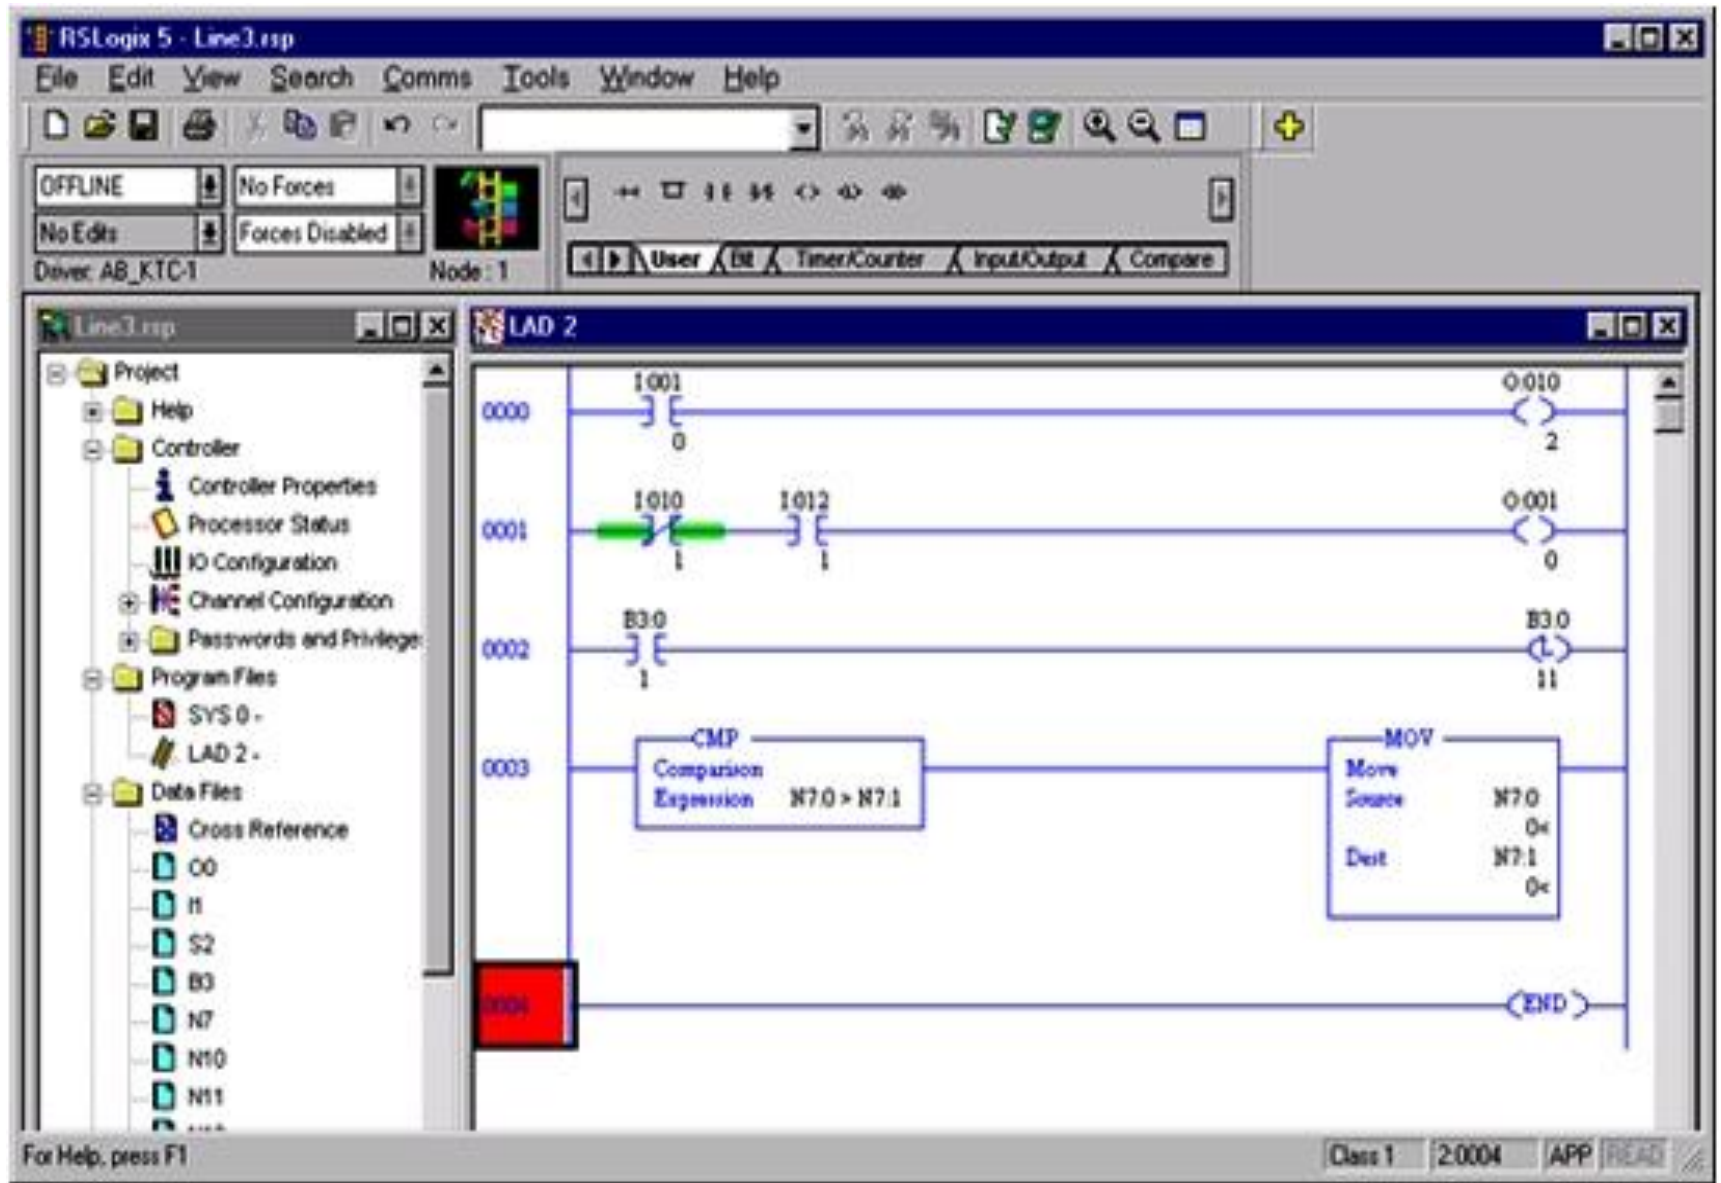 RSLogix 5 - Line3.rsp
File Edit View Search Comms Tools Window Help
OFFLINE No Forces
No Edits Forces Disabled
Driver: AB_KTC-1 Node : 1
User Bit Timer/Counter Input/Output Compare
Line3.rsp
LAD 2
Project
Help
Controller
Controller Properties
Processor Status
IO Configuration
Channel Configuration
Passwords and Privileges
Program Files
SYS 0 -
LAD 2 -
Data Files
Cross Reference
O0
I1
S2
B3
N7
N10
N11
I:001 O:010
0000
0 2
I:010 I:012 O:001
0001
1 1 0
B3:0 B3:0
0002 L
1 11
CMP MOV
0003 Comparison Move
Expression N7:0 > N7:1 Source N7:0
0<
Dest N7:1
0<
0004 END
For Help, press F1 Class 1 2:0004 APP READ